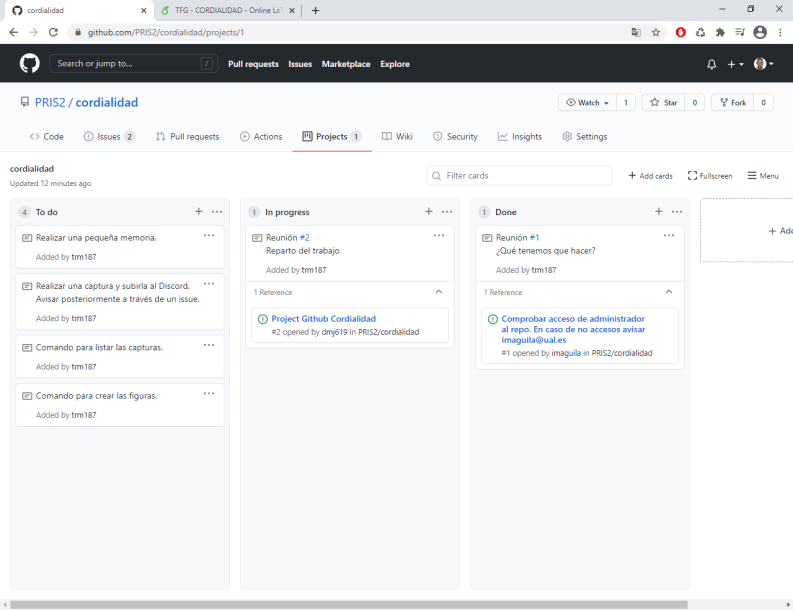 cordialidad
TFG - CORDIALIDAD - Online LaT
github.com/PRIS2/cordialidad/projects/1
Search or jump to... /
Pull requests Issues Marketplace Explore
PRIS2 / cordialidad
Watch 1 Star 0 Fork 0
Code Issues 2 Pull requests Actions Projects 1 Wiki Security Insights Settings
cordialidad
Updated 12 minutes ago
Filter cards
Add cards Fullscreen Menu
4 To do
Realizar una pequeña memoria.
Added by trm187
Realizar una captura y subirla al Discord.
Avisar posteriormente a través de un issue.
Added by trm187
Comando para listar las capturas.
Added by trm187
Comando para crear las figuras.
Added by trm187
1 In progress
Reunión #2
Reparto del trabajo
Added by trm187
1 Reference
Project Github Cordialidad
#2 opened by dmj619 in PRIS2/cordialidad
1 Done
Reunión #1
¿Qué tenemos que hacer?
Added by trm187
1 Reference
Comprobar acceso de administrador
al repo. En caso de no accesos avisar
imaguila@ual.es
#1 opened by imaguila in PRIS2/cordialidad
+ Add